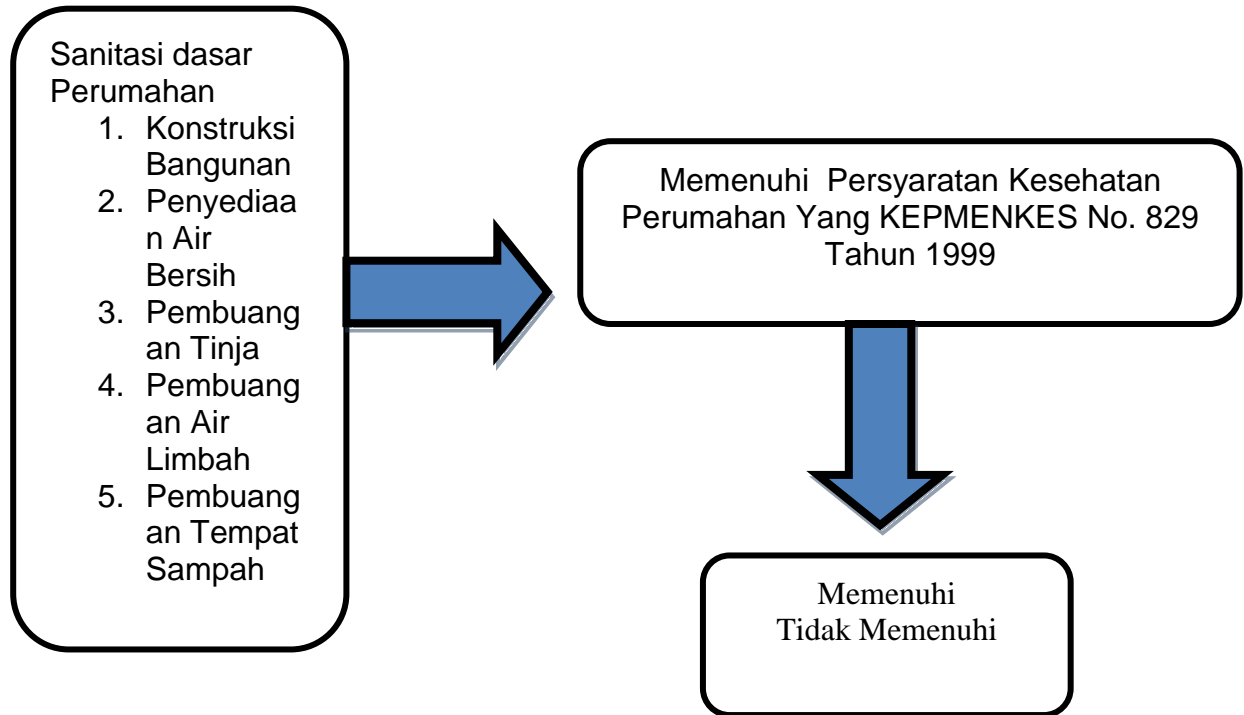 Sanitasi dasar
Perumahan
1. Konstruksi
Bangunan
2. Penyediaa
n Air
Bersih
3. Pembuang
an Tinja
4. Pembuang
an Air
Limbah
5. Pembuang
an Tempat
Sampah
Memenuhi Persyaratan Kesehatan
Perumahan Yang KEPMENKES No. 829
Tahun 1999
Memenuhi
Tidak Memenuhi